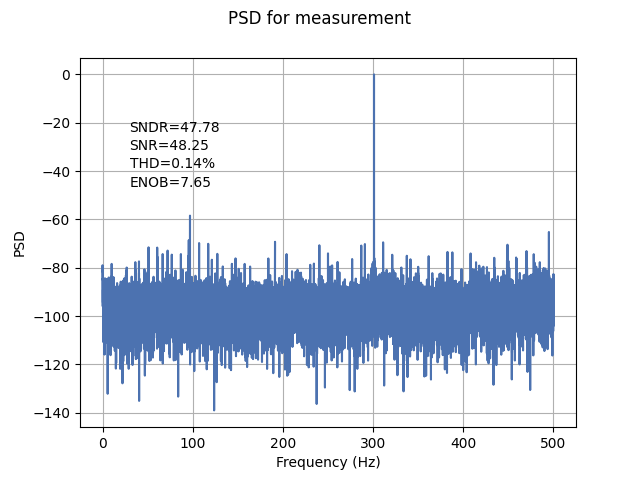 PSD for measurement
0
−20
−40
−60
−80
−100
−120
−140
PSD
SNDR=47.78
SNR=48.25
THD=0.14%
ENOB=7.65
0
100
200
300
400
500
Frequency (Hz)